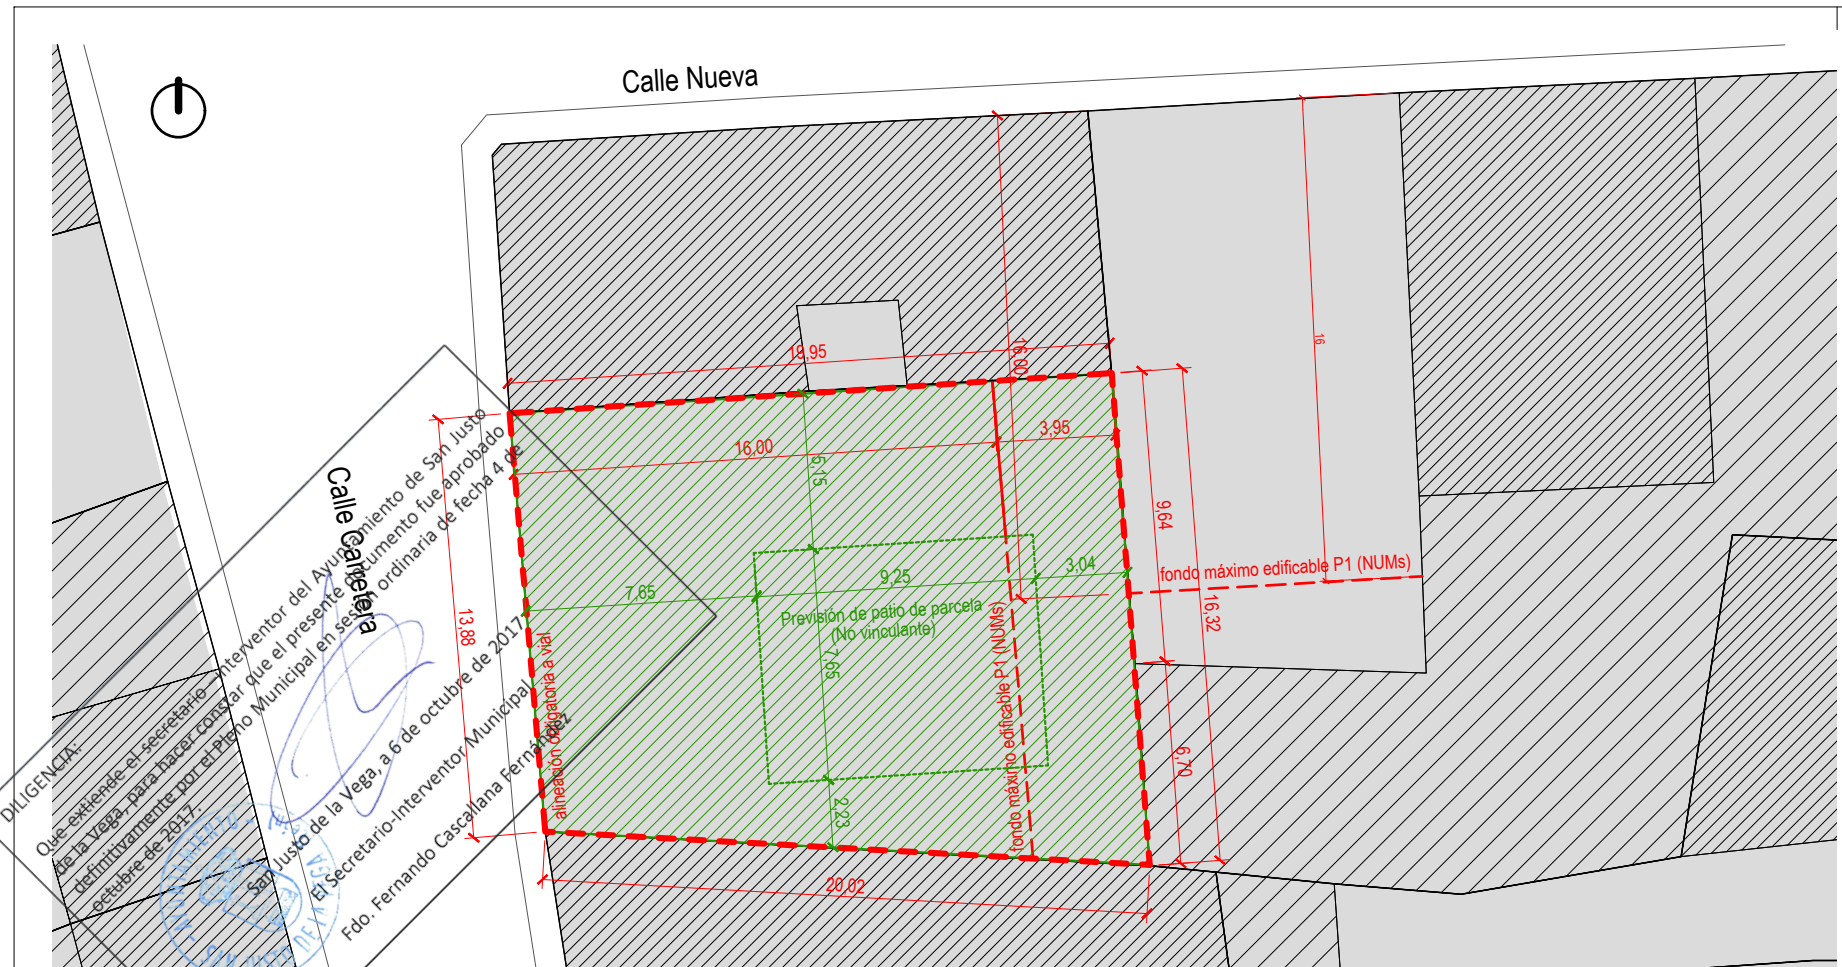 Calle Nueva
Calle Carretera
19,95
16,00
16
16,00
3,95
5,15
9,64
fondo máximo edificable P1 (NUMs)
7,65
9,25
3,04
Previsión de patio de parcela
(No vinculante)
7,65
13,88
16,32
alineación obligatoria a vial
fondo máximo edificable P1 (NUMs)
6,70
2,23
20,02
DILIGENCIA:
Que extiende el secretario - interventor del Ayuntamiento de San Justo
de la Vega, para hacer constar que el presente documento fue aprobado
definitivamente por el Pleno Municipal en sesión ordinaria de fecha 4 de
octubre de 2017.
San Justo de la Vega, a 6 de octubre de 2017
El Secretario-Interventor Municipal
Fdo. Fernando Cascallana Fernández
AYUNTAMIENTO
DE LA VEGA